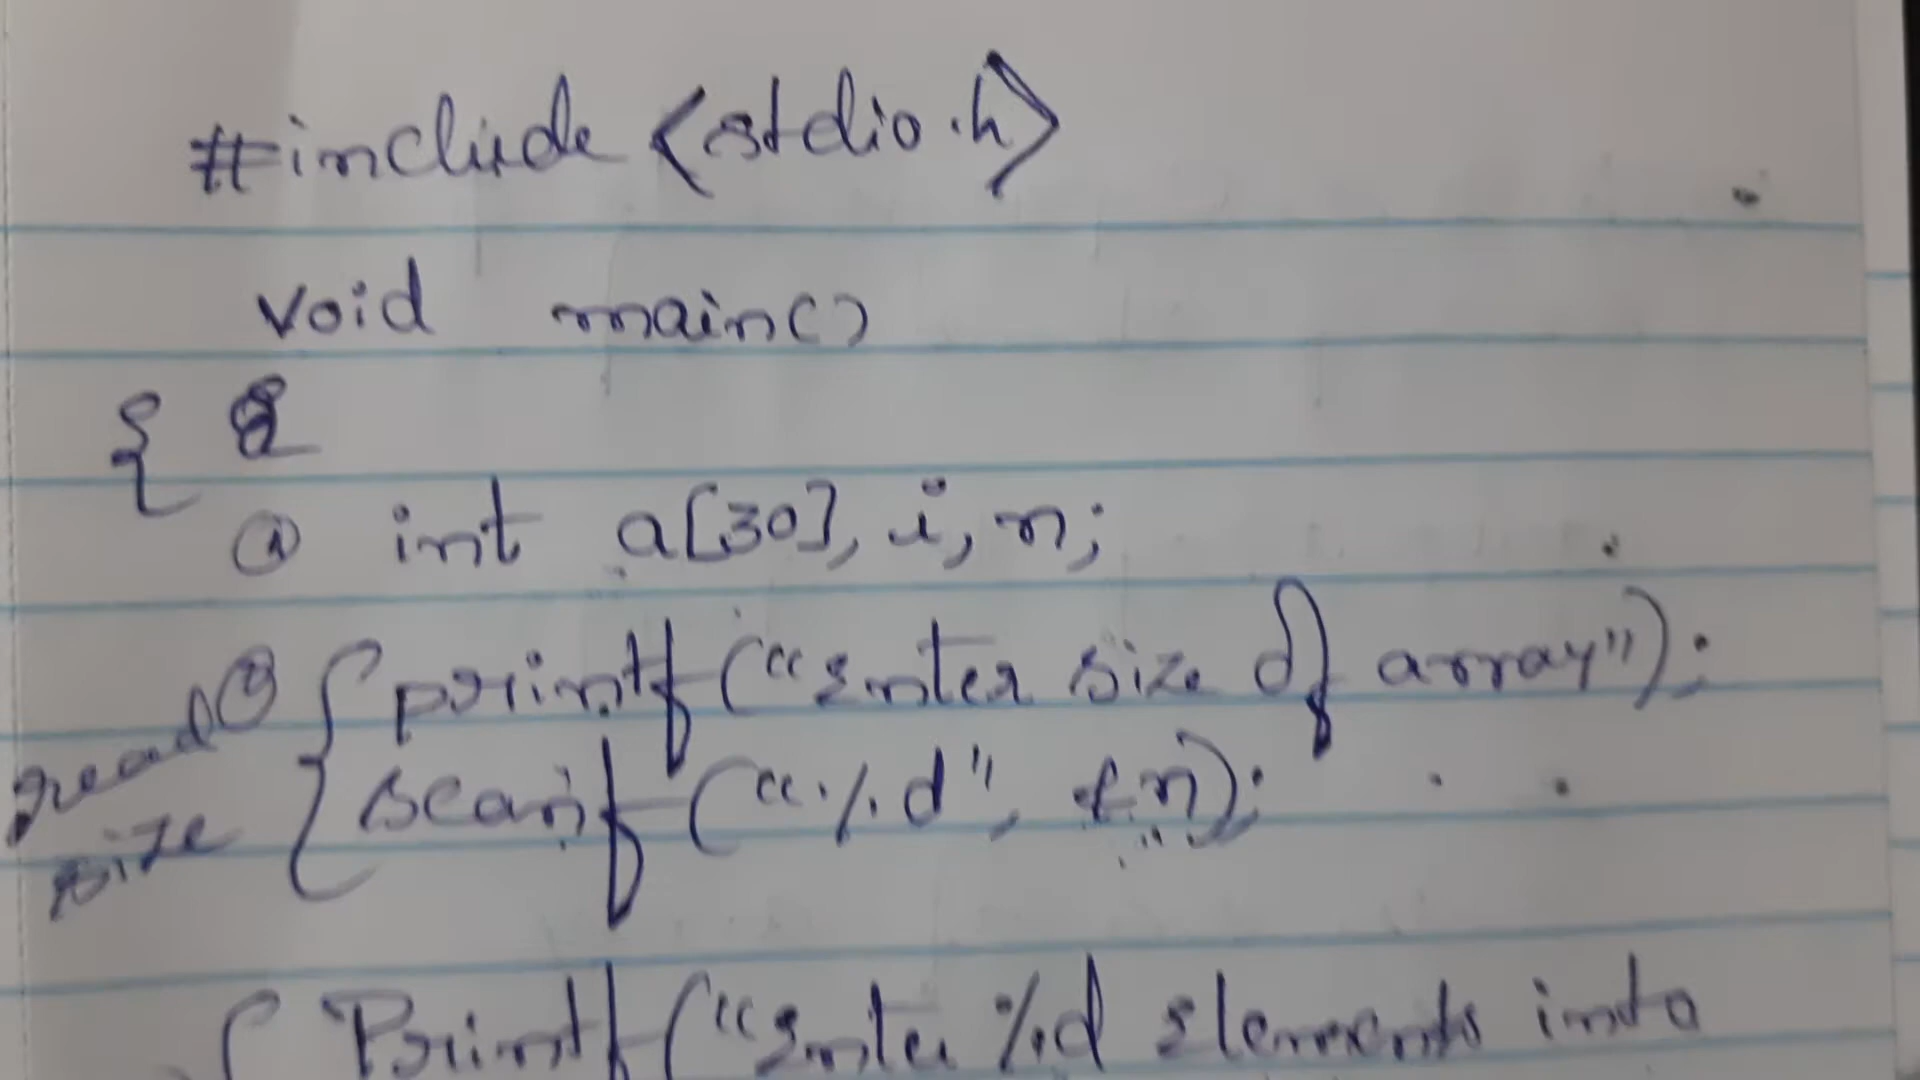 #include <stdio.h>
void main()
{
① int a[30], i, n;
read ② { printf("Enter size of array");
size scanf("%d", &n);
{ Printf("Enter %d Elements into